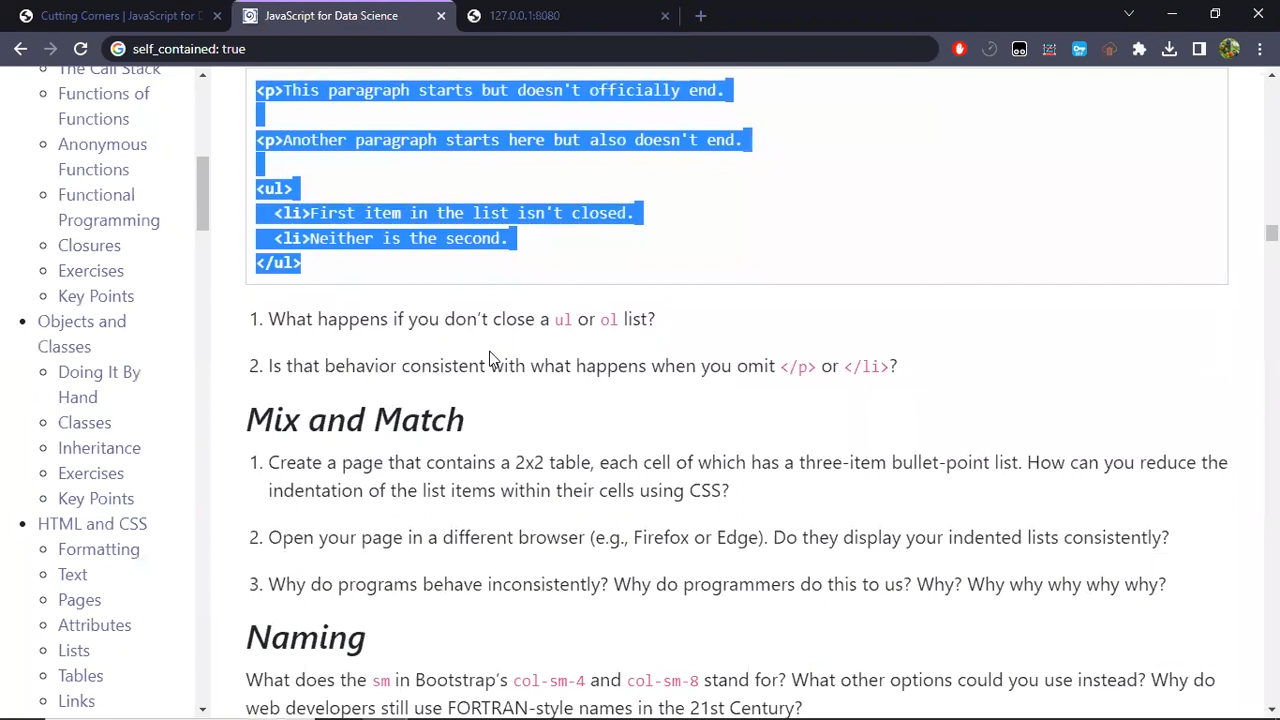 Cutting Corners | JavaScript for D
JavaScript for Data Science
127.0.0.1:8080
self_contained: true
The Call Stack
Functions of
Functions
Anonymous
Functions
Functional
Programming
Closures
Exercises
Key Points
Objects and
Classes
Doing It By
Hand
Classes
Inheritance
Exercises
Key Points
HTML and CSS
Formatting
Text
Pages
Attributes
Lists
Tables
Links
<p>This paragraph starts but doesn't officially end.
<p>Another paragraph starts here but also doesn't end.
<ul>
<li>First item in the list isn't closed.
<li>Neither is the second.
</ul>
1. What happens if you don’t close a ul or ol list?
2. Is that behavior consistent with what happens when you omit </p> or </li>?
Mix and Match
1. Create a page that contains a 2x2 table, each cell of which has a three-item bullet-point list. How can you reduce the
indentation of the list items within their cells using CSS?
2. Open your page in a different browser (e.g., Firefox or Edge). Do they display your indented lists consistently?
3. Why do programs behave inconsistently? Why do programmers do this to us? Why? Why why why why why?
Naming
What does the sm in Bootstrap’s col-sm-4 and col-sm-8 stand for? What other options could you use instead? Why do
web developers still use FORTRAN-style names in the 21st Century?